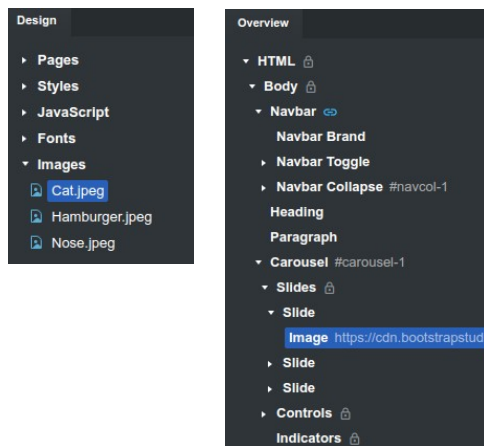 Design
Pages
Styles
JavaScript
Fonts
Images
Cat.jpeg
Hamburger.jpeg
Nose.jpeg
Overview
HTML
Body
Navbar
Navbar Brand
Navbar Toggle
Navbar Collapse #navcol-1
Heading
Paragraph
Carousel #carousel-1
Slides
Slide
Image https://cdn.bootstrapstud
Slide
Slide
Controls
Indicators